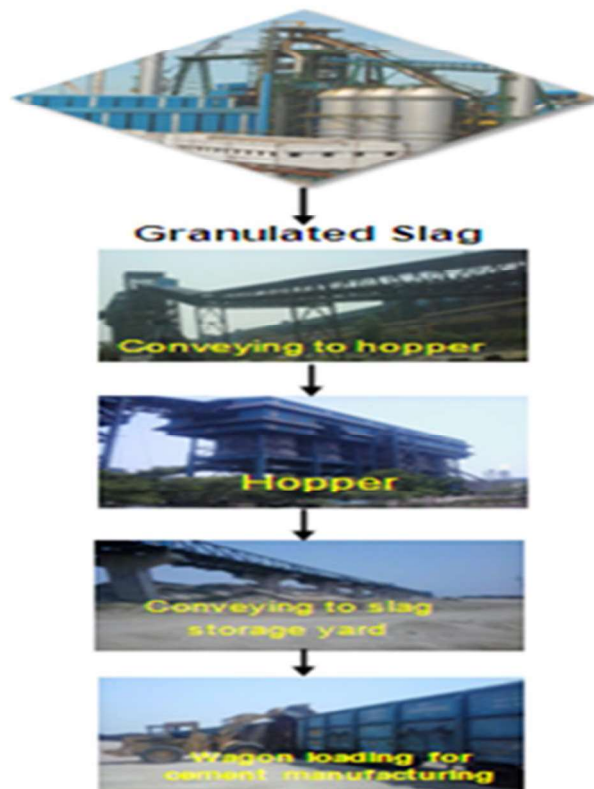 Granulated Slag
Conveying to hopper
Hopper
Conveying to slag
storage yard
Wagon loading for
cement manufacturing